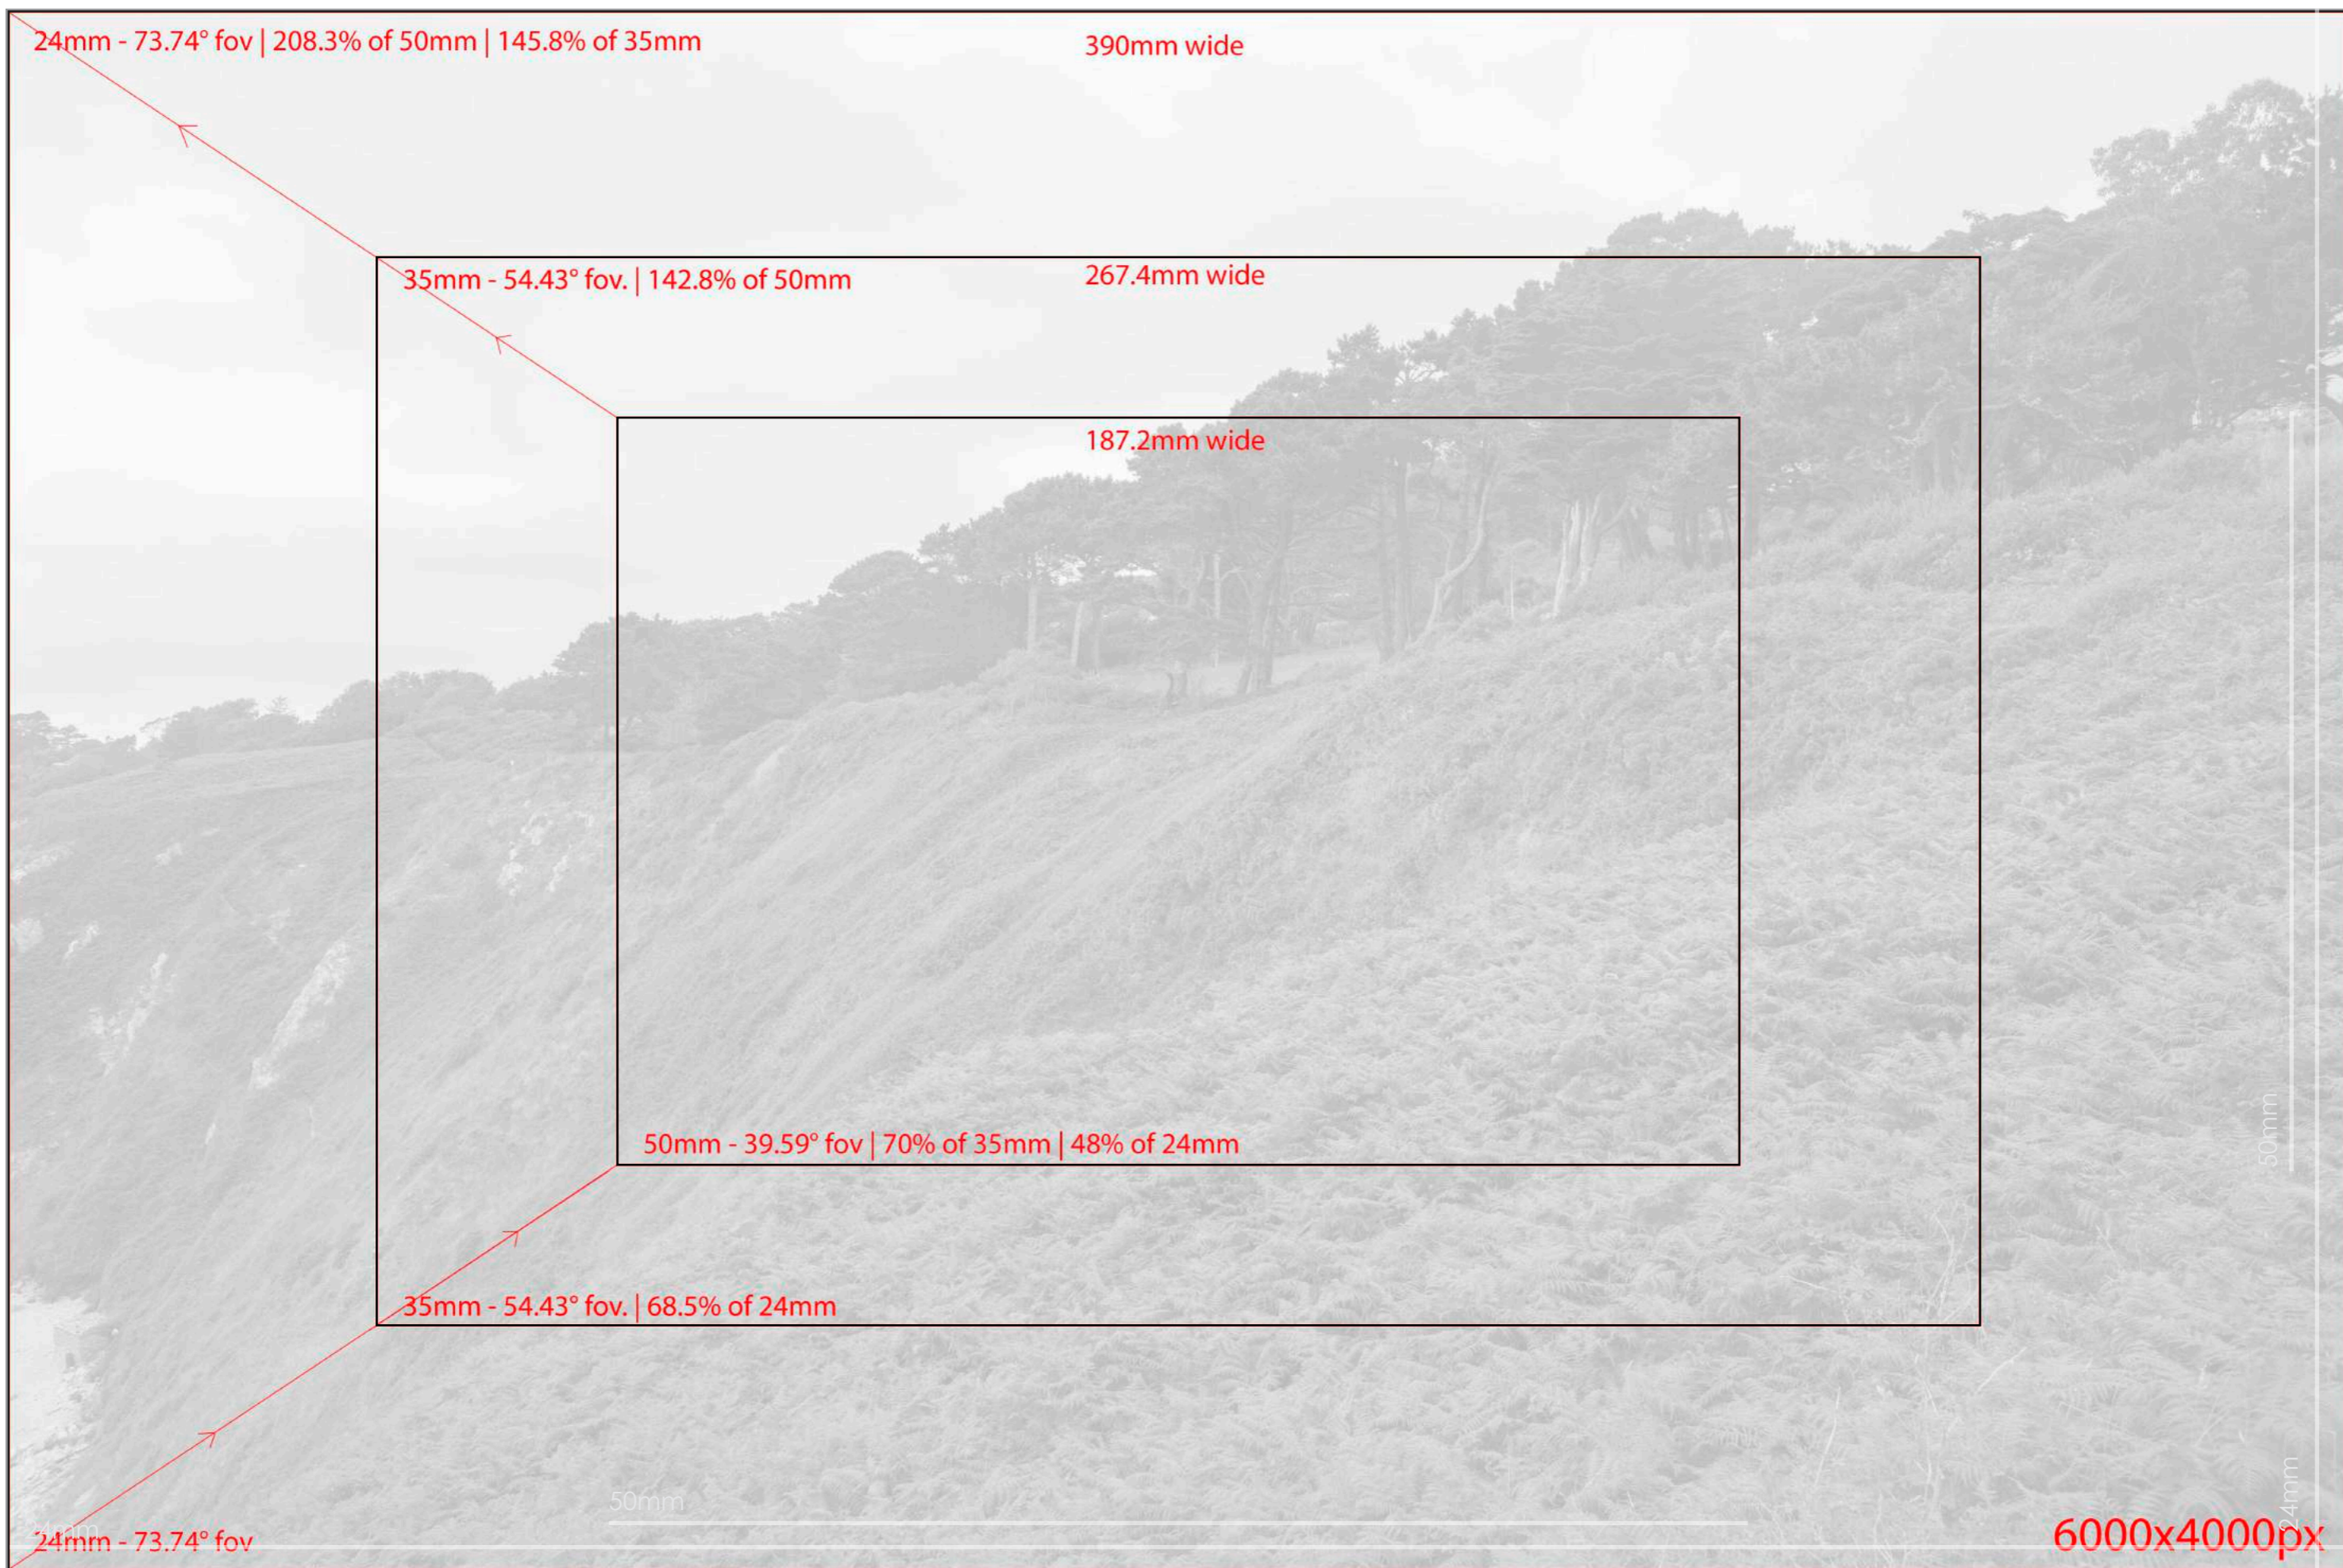 24mm - 73.74° fov | 208.3% of 50mm | 145.8% of 35mm
390mm wide
35mm - 54.43° fov. | 142.8% of 50mm
267.4mm wide
187.2mm wide
50mm - 39.59° fov | 70% of 35mm | 48% of 24mm
50mm
35mm - 54.43° fov. | 68.5% of 24mm
50mm
24mm
24mm - 73.74° fov
6000x4000px